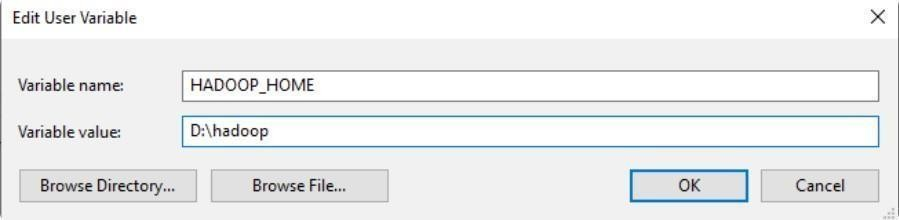 Edit User Variable
Variable name: HADOOP_HOME
Variable value: D:\hadoop
Browse Directory... Browse File... OK Cancel